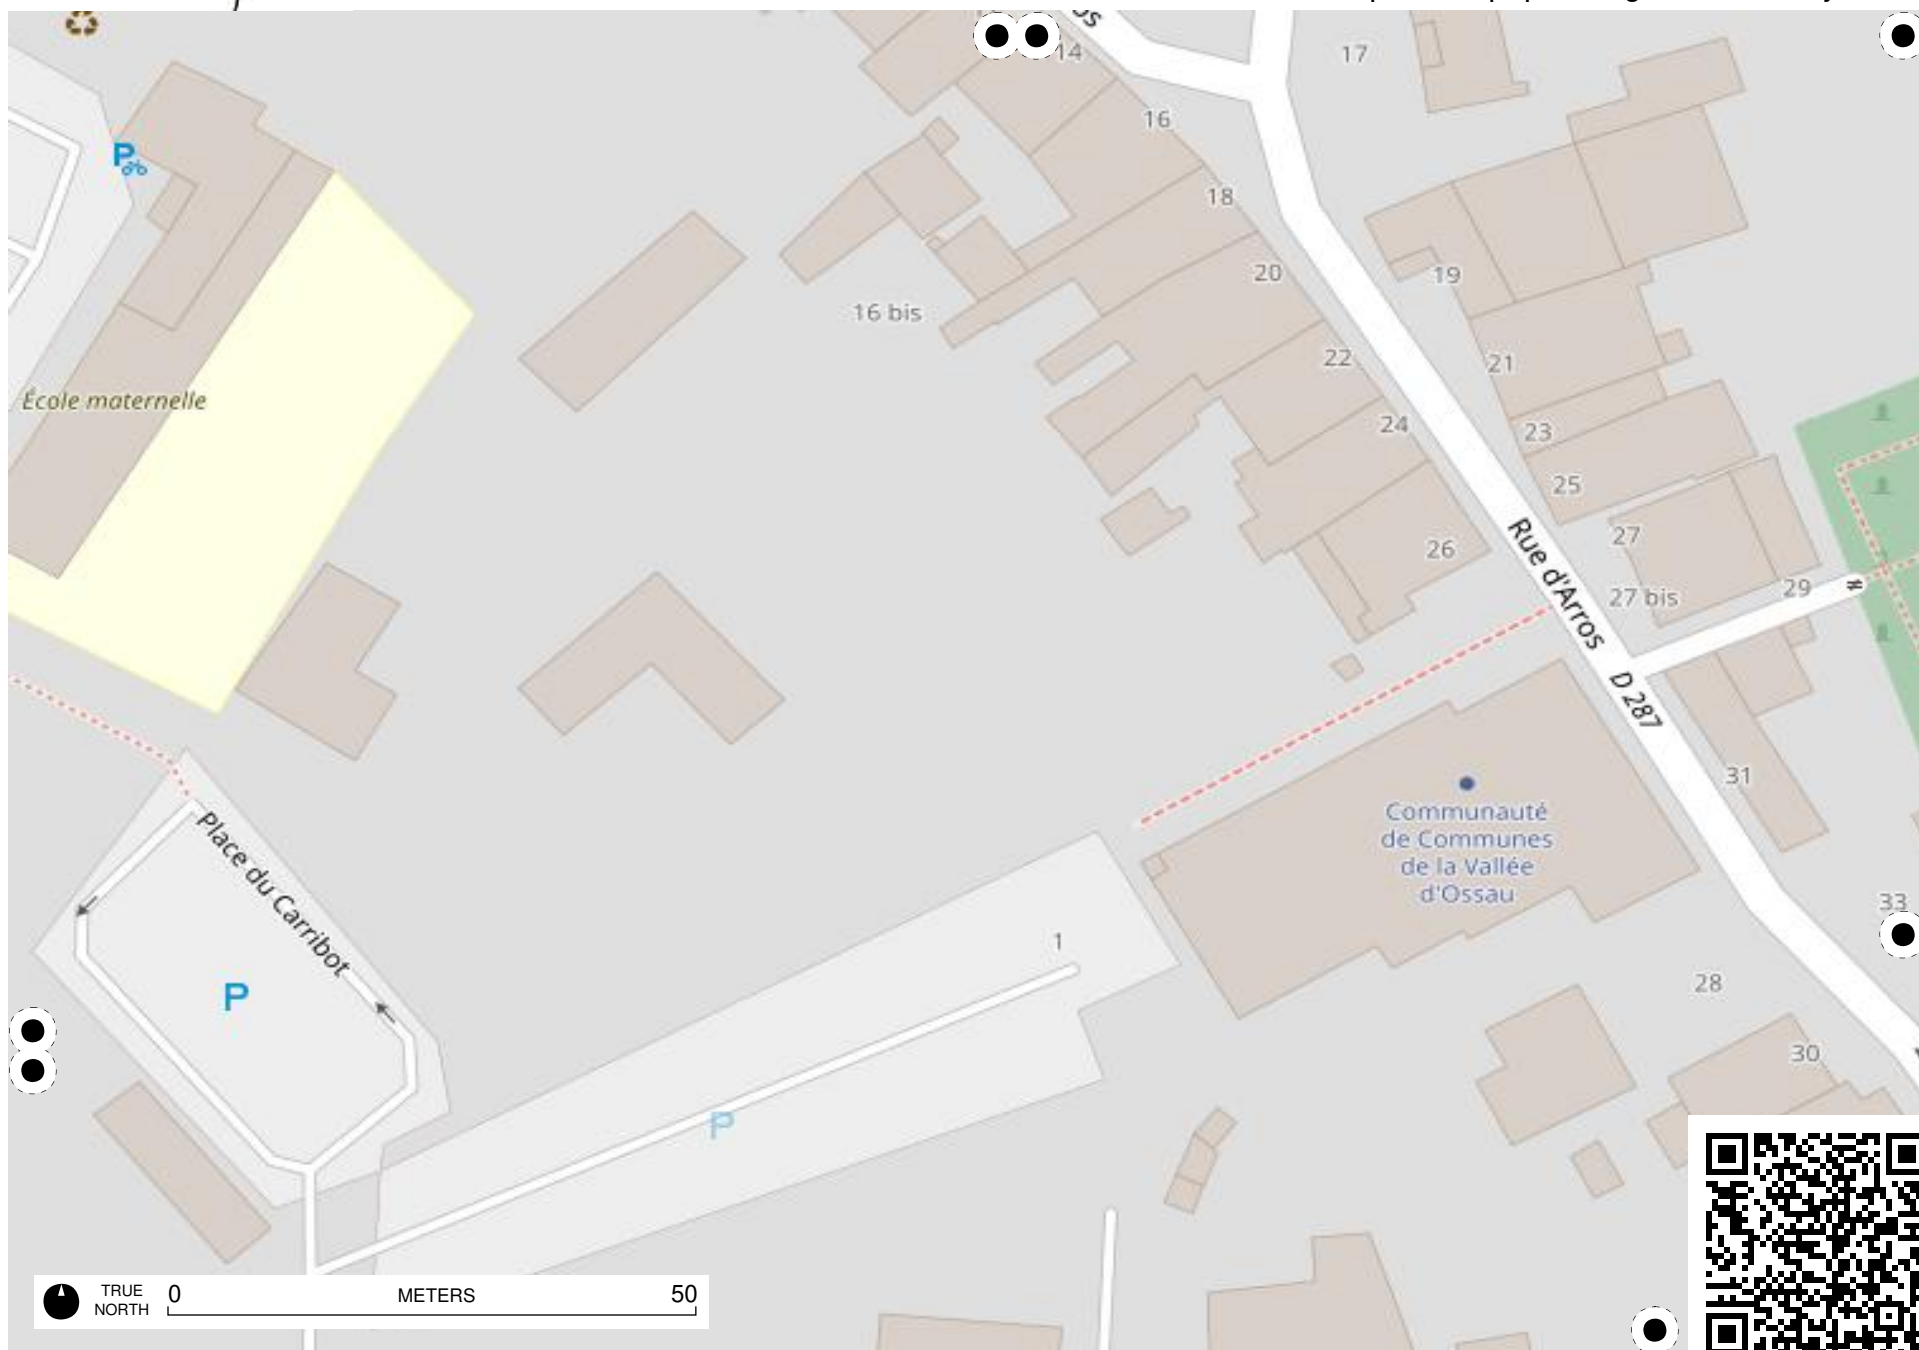 14
17
16
18
20
19
16 bis
22
21
École maternelle
24
23
25
26
Rue d'Arros
27
27 bis
29
D 287
31
Communauté
de Communes
de la Vallée
d'Ossau
Place du Carribot
33
1
P
28
30
P
P
TRUE
NORTH
0
METERS
50